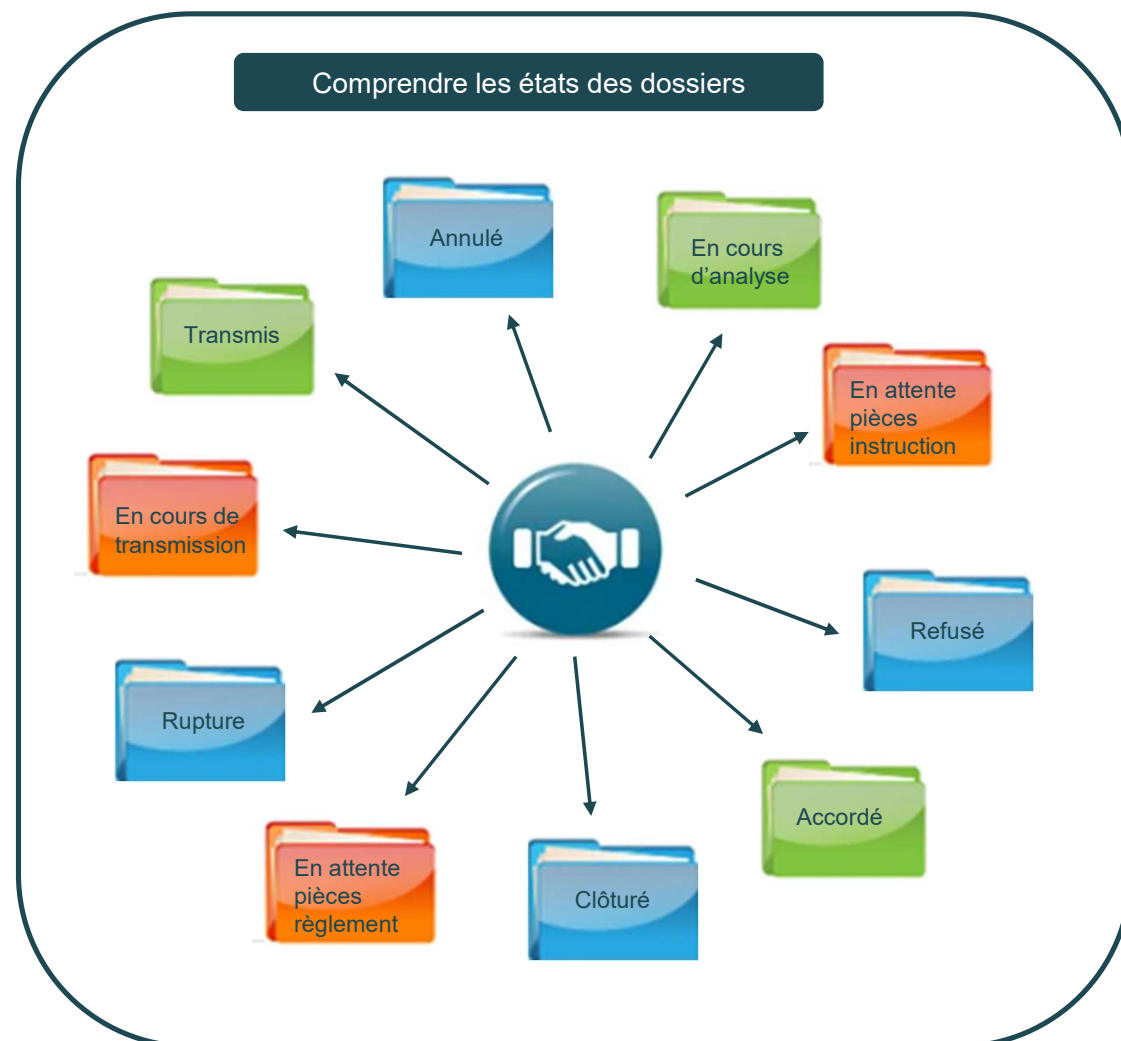 Comprendre les états des dossiers
Annulé
En cours
d’analyse
Transmis
En attente
pièces
instruction
En cours de
transmission
Refusé
Rupture
Accordé
En attente
pièces
règlement
Clôturé